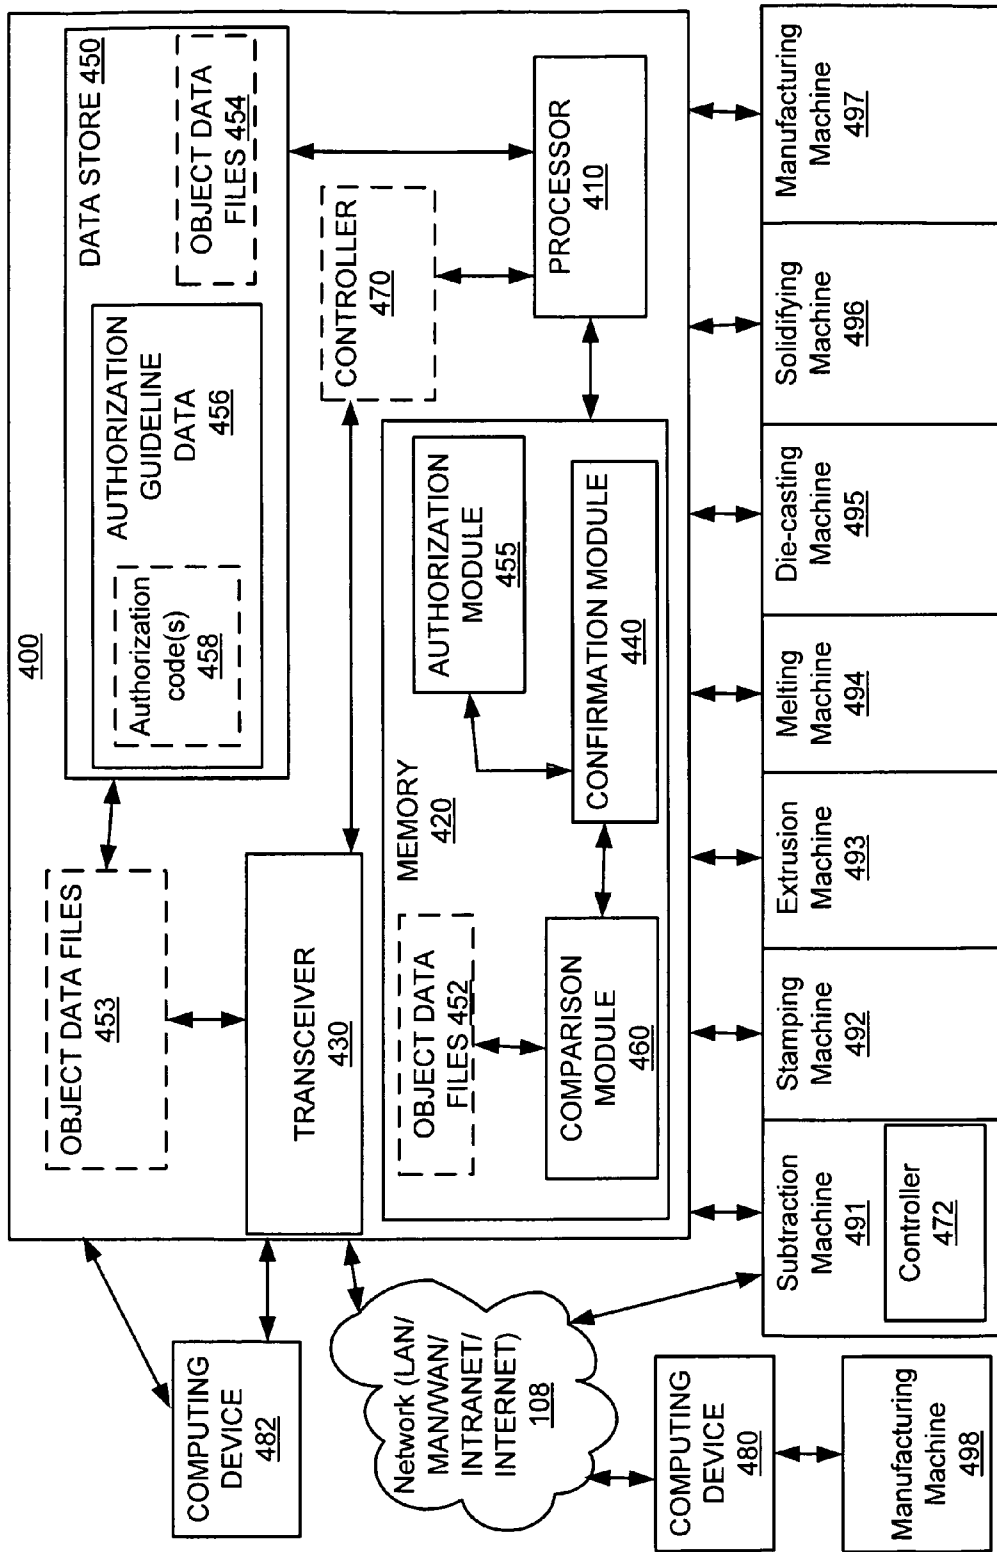 400
DATA STORE 450
AUTHORIZATION
GUIDELINE
DATA
456
Authorization
code(s)
458
OBJECT DATA
FILES 454
OBJECT DATA FILES
453
TRANSCEIVER
430
CONTROLLER
470
PROCESSOR
410
MEMORY
420
OBJECT DATA
FILES 452
AUTHORIZATION
MODULE
455
COMPARISON
MODULE
460
CONFIRMATION MODULE
440
COMPUTING
DEVICE
482
Network (LAN/
MAN/WAN/
INTRANET/
INTERNET)
108
COMPUTING
DEVICE
480
Manufacturing
Machine
498
Subtraction
Machine
491
Controller
472
Stamping
Machine
492
Extrusion
Machine
493
Melting
Machine
494
Die-casting
Machine
495
Solidifying
Machine
496
Manufacturing
Machine
497